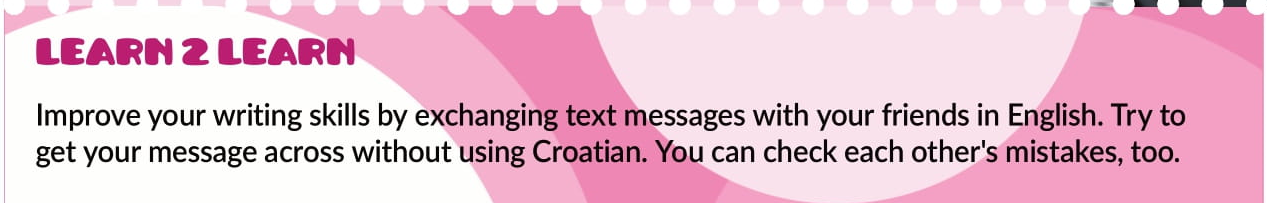 LEARN 2 LEARN
Improve your writing skills by exchanging text messages with your friends in English. Try to
get your message across without using Croatian. You can check each other's mistakes, too.